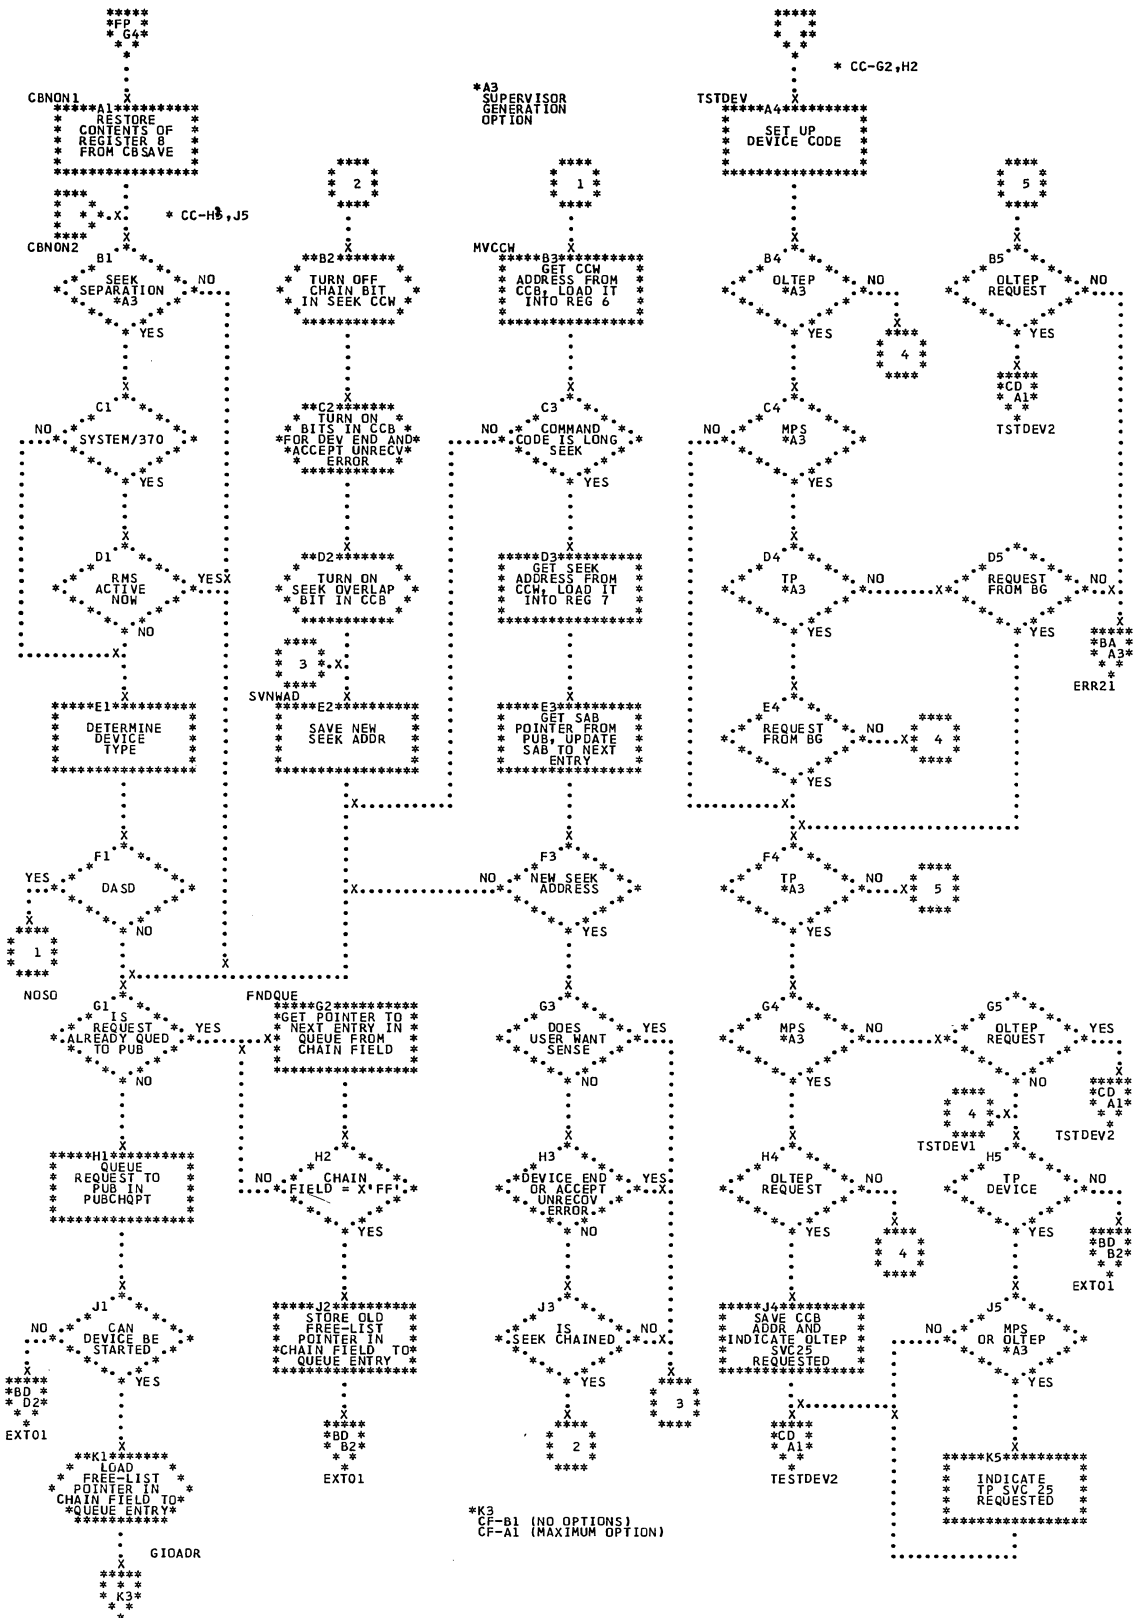 FP
G4
* CC-G2,H2
CBNON1
A1
RESTORE
CONTENTS OF
REGISTER 8
FROM CBSAVE
*A3
SUPERVISOR
GENERATION
OPTION
TSTDEV
A4
SET UP
DEVICE CODE
2
1
5
* CC-H3,J5
CBNON2
B1
SEEK
SEPARATION
*A3
NO
YES
B2
TURN OFF
CHAIN BIT
IN SEEK CCW
MVCCW
B3
GET CCW
ADDRESS FROM
CCB, LOAD IT
INTO REG 6
B4
OLTEP
*A3
NO
YES
4
B5
OLTEP
REQUEST
NO
YES
CD
A1
TSTDEV2
C1
SYSTEM/370
NO
YES
C2
TURN ON
BITS IN CCB
FOR DEV END AND
ACCEPT UNRECV
ERROR
C3
COMMAND
CODE IS LONG
SEEK
NO
YES
C4
MPS
*A3
NO
YES
D1
RMS
ACTIVE
NOW
YES
NO
D2
TURN ON
SEEK OVERLAP
BIT IN CCB
D3
GET SEEK
ADDRESS FROM
CCW, LOAD IT
INTO REG 7
D4
TP
*A3
NO
YES
D5
REQUEST
FROM BG
NO
YES
BA
A3
ERR21
3
SVNWAD
E1
DETERMINE
DEVICE
TYPE
E2
SAVE NEW
SEEK ADDR
E3
GET SAB
POINTER FROM
PUB, UPDATE
SAB TO NEXT
ENTRY
E4
REQUEST
FROM BG
NO
YES
4
F1
DASD
YES
NO
1
F3
NEW SEEK
ADDRESS
NO
YES
F4
TP
*A3
NO
YES
5
NOSO
G1
IS
REQUEST
ALREADY QUED
TO PUB
YES
NO
FNDQUE
G2
GET POINTER TO
NEXT ENTRY IN
QUEUE FROM
CHAIN FIELD
G3
DOES
USER WANT
SENSE
YES
NO
G4
MPS
*A3
NO
YES
G5
OLTEP
REQUEST
YES
NO
CD
A1
TSTDEV2
4
TSTDEV1
H1
QUEUE
REQUEST TO
PUB IN
PUBCHQPT
H2
CHAIN
FIELD = X'FF'
NO
YES
H3
DEVICE END
OR ACCEPT
UNRECOV
ERROR
YES
NO
H4
OLTEP
REQUEST
NO
YES
4
H5
TP
DEVICE
NO
YES
BD
B2
EXT01
J1
CAN
DEVICE BE
STARTED
NO
YES
BD
D2
EXT01
J2
STORE OLD
FREE-LIST
POINTER IN
CHAIN FIELD TO
QUEUE ENTRY
J3
IS
SEEK CHAINED
NO
YES
3
J4
SAVE CCB
ADDR AND
INDICATE OLTEP
SVC25
REQUESTED
J5
MPS
OR OLTEP
*A3
NO
YES
BD
B2
EXT01
2
CD
A1
TESTDEV2
K1
LOAD
FREE-LIST
POINTER IN
CHAIN FIELD TO
QUEUE ENTRY
K5
INDICATE
TP SVC 25
REQUESTED
*K3
CF-B1 (NO OPTIONS)
CF-A1 (MAXIMUM OPTION)
GIOADR
K3